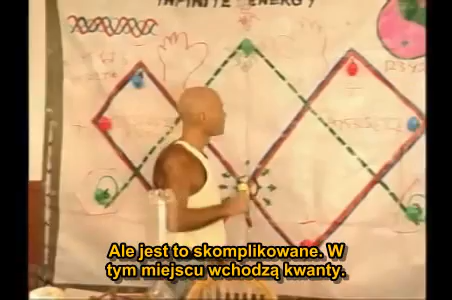 INFINITE ENERGY
Ale jest to skomplikowane. W
tym miejscu wchodzą kwanty.